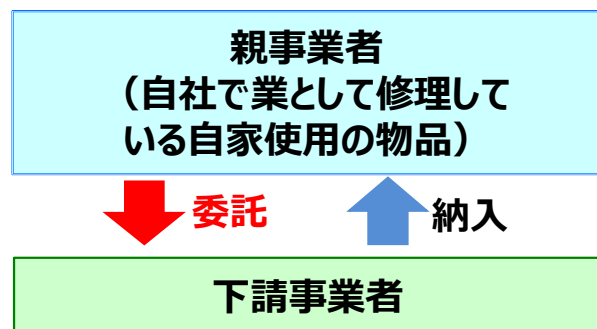 親事業者
（自社で業として修理して
いる自家使用の物品）
委託
納入
下請事業者